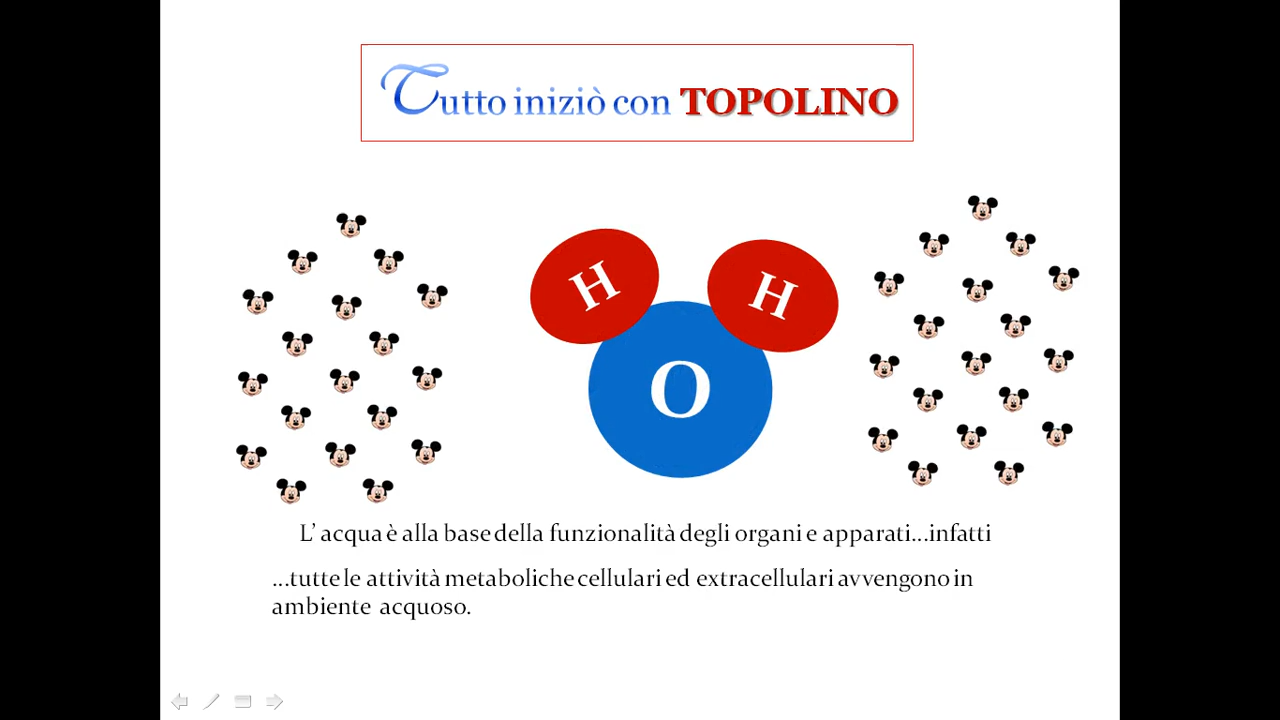 Tutto iniziò con TOPOLINO
H H
O
L' acqua è alla base della funzionalità degli organi e apparati...infatti
...tutte le attività metaboliche cellulari ed extracellulari avvengono in
ambiente acquoso.